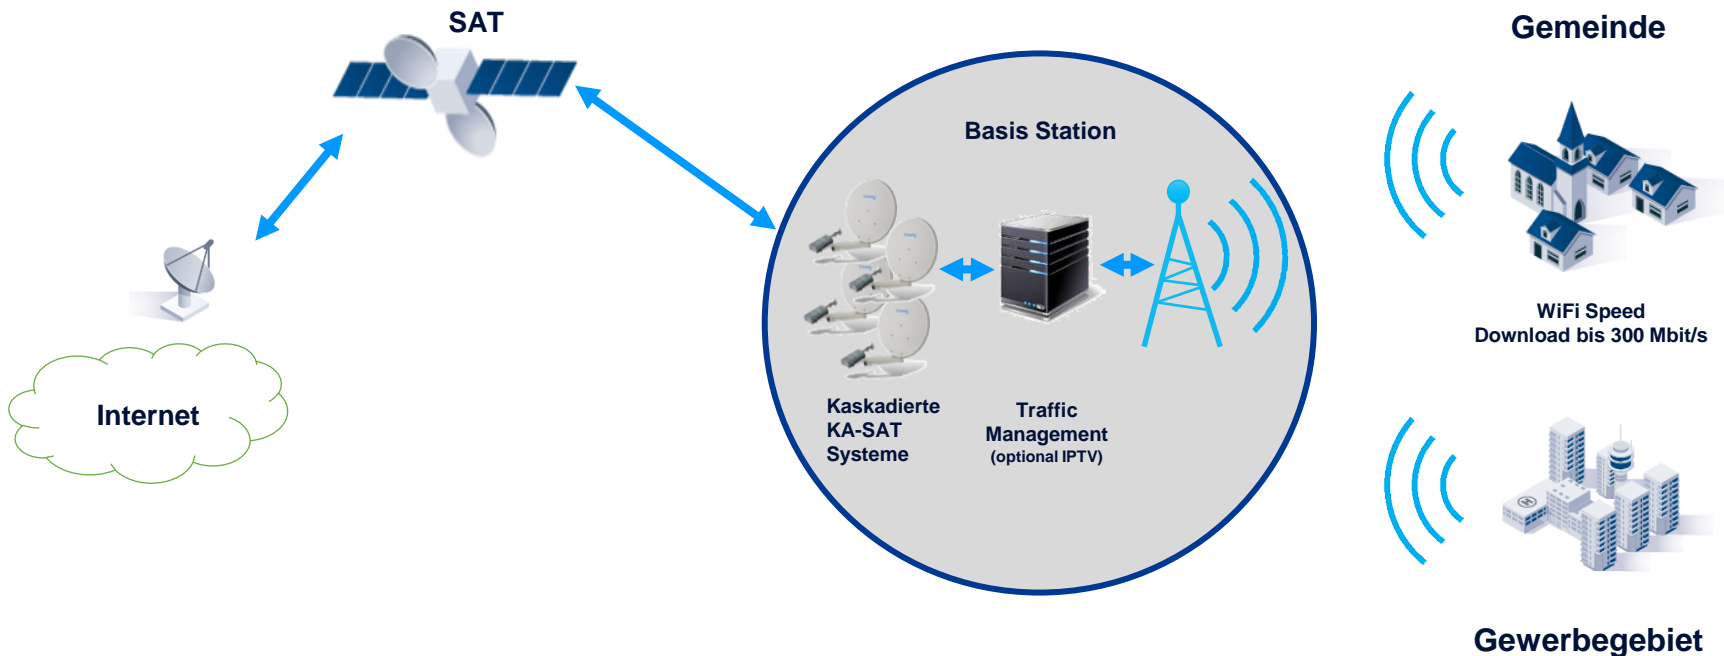 SAT
Gemeinde
Basis Station
WiFi Speed
Download bis 300 Mbit/s
Internet
Kaskadierte
KA-SAT
Systeme
Traffic
Management
(optional IPTV)
H
Gewerbegebiet